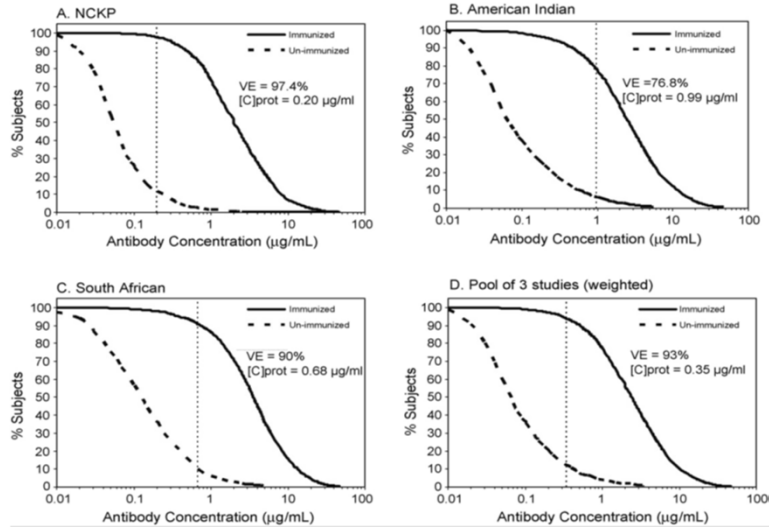 A. NCKP
% Subjects
100
90
80
70
60
50
40
30
20
10
0
Immunized
Un-immunized
VE = 97.4%
[C]prot = 0.20 µg/ml
0.01 0.1 1 10 100
Antibody Concentration (µg/mL)
B. American Indian
% Subjects
100
90
80
70
60
50
40
30
20
10
0
Immunized
Un-immunized
VE =76.8%
[C]prot = 0.99 µg/ml
0.01 0.1 1 10 100
Antibody Concentration (µg/mL)
C. South African
% Subjects
100
90
80
70
60
50
40
30
20
10
0
Immunized
Un-immunized
VE = 90%
[C]prot = 0.68 µg/ml
0.01 0.1 1 10 100
Antibody Concentration (µg/mL)
D. Pool of 3 studies (weighted)
% Subjects
100
90
80
70
60
50
40
30
20
10
0
Immunized
Un-immunized
VE = 93%
[C]prot = 0.35 µg/ml
0.01 0.1 1 10 100
Antibody Concentration (µg/mL)